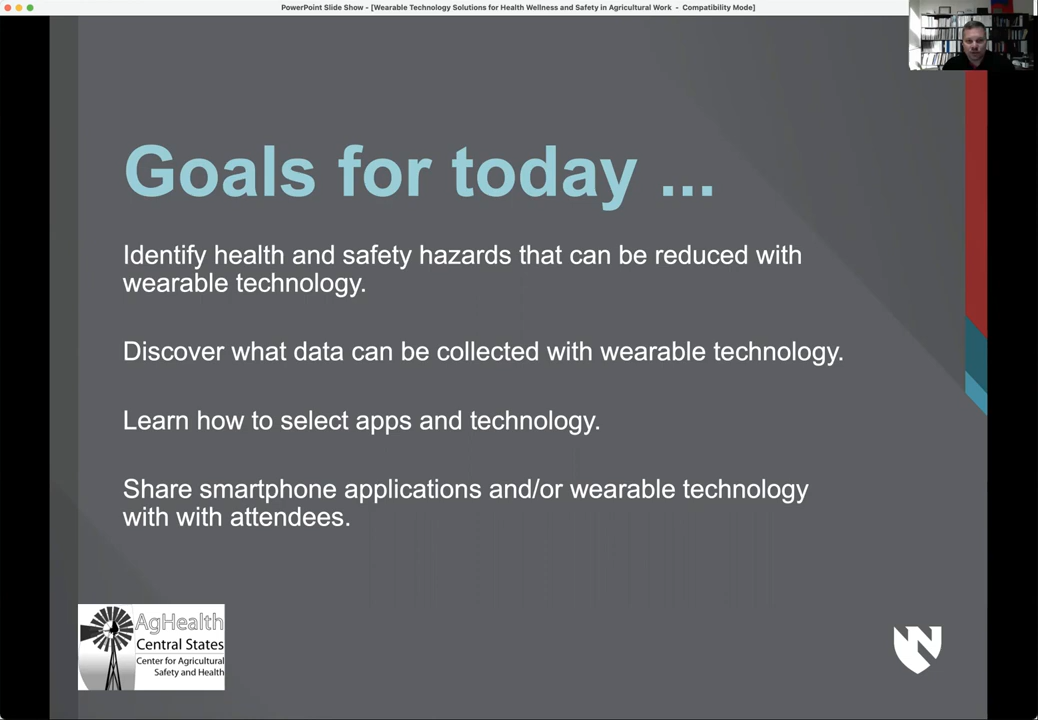 PowerPoint Slide Show - [Wearable Technology Solutions for Health Wellness and Safety in Agricultural Work - Compatibility Mode]
Goals for today ...
Identify health and safety hazards that can be reduced with
wearable technology.
Discover what data can be collected with wearable technology.
Learn how to select apps and technology.
Share smartphone applications and/or wearable technology
with with attendees.
AgHealth
Central States
Center for Agricultural
Safety and Health
N